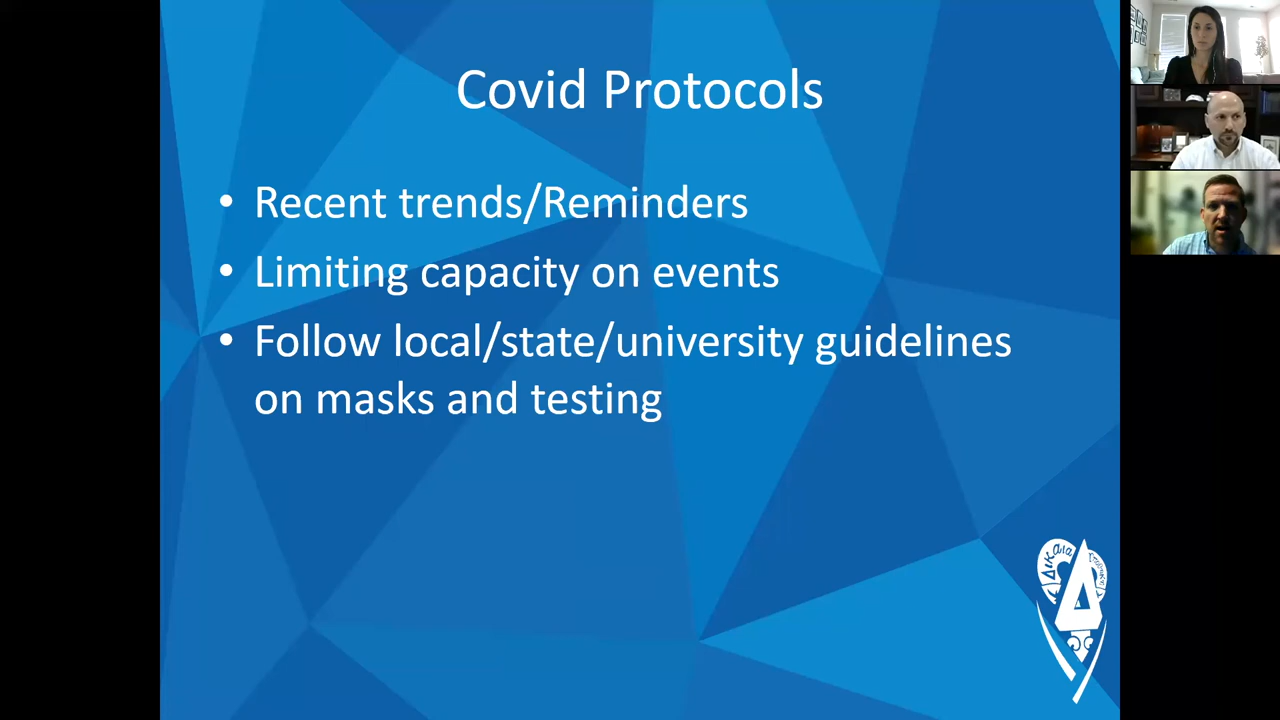 Covid Protocols
• Recent trends/Reminders
• Limiting capacity on events
• Follow local/state/university guidelines
on masks and testing
Δ